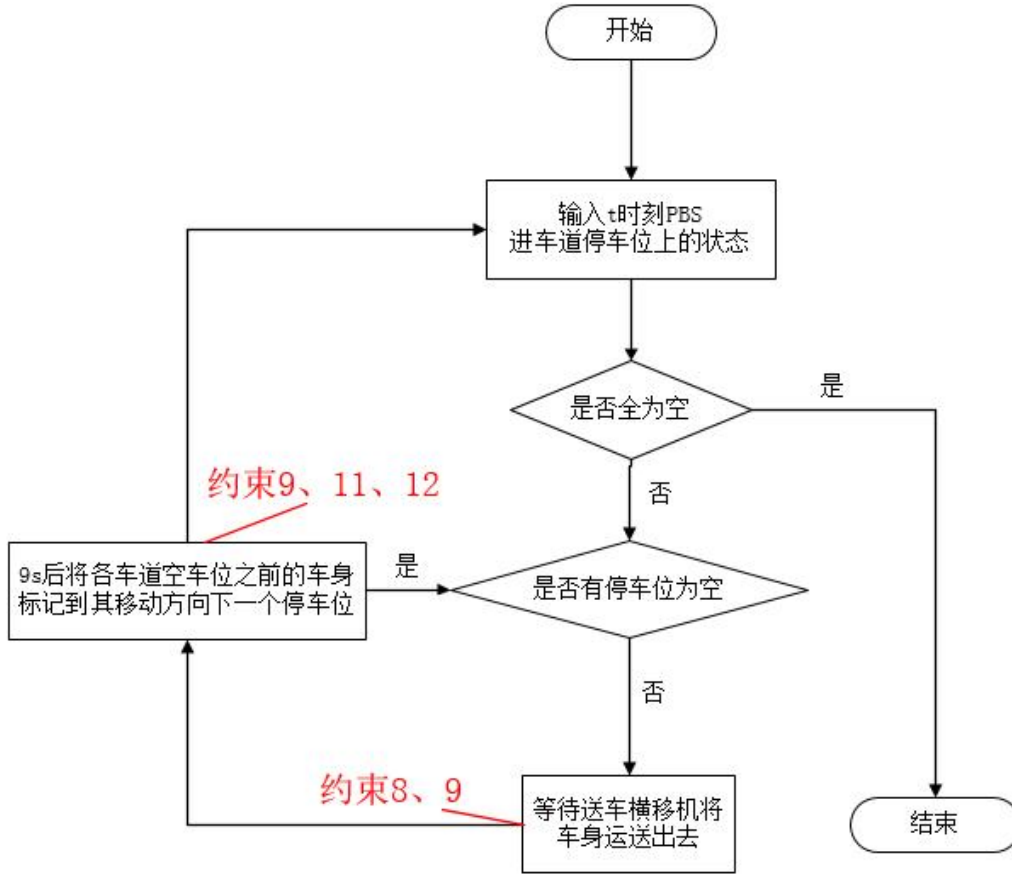 开始
输入t时刻PBS
进车道停车位上的状态
是否全为空
是
否
约束9、11、12
9s后将各车道空车位之前的车身
标记到其移动方向下一个停车位
是
是否有停车位为空
否
约束8、9
等待送车横移机将
车身运送出去
结束